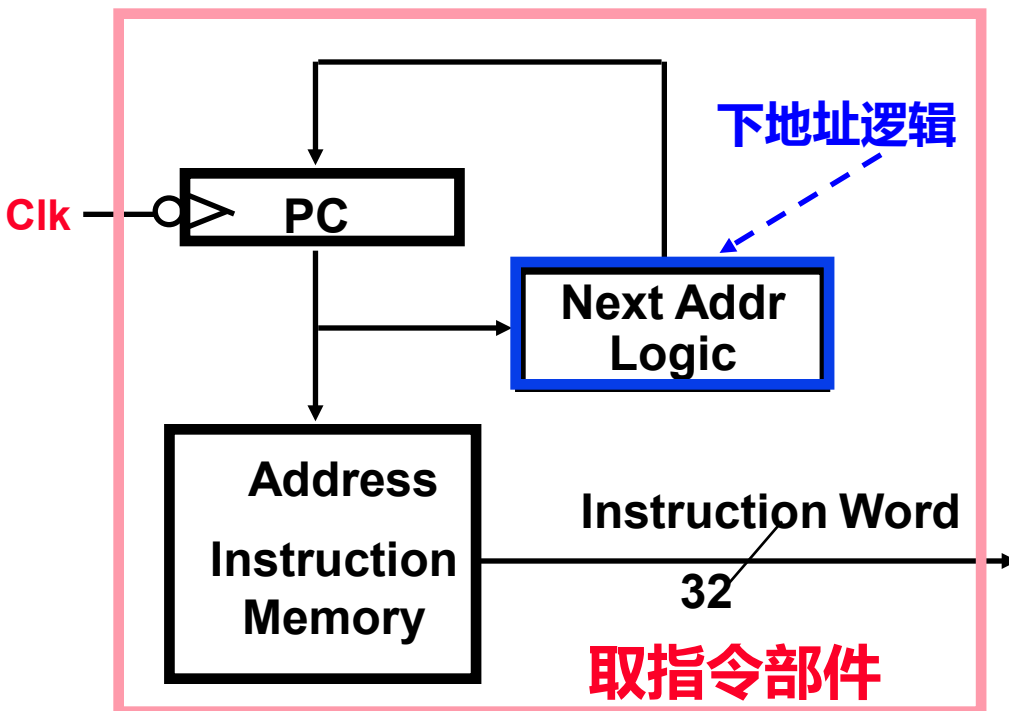 下地址逻辑
Clk
PC
Next Addr
Logic
Address
Instruction
Memory
Instruction Word
32
取指令部件